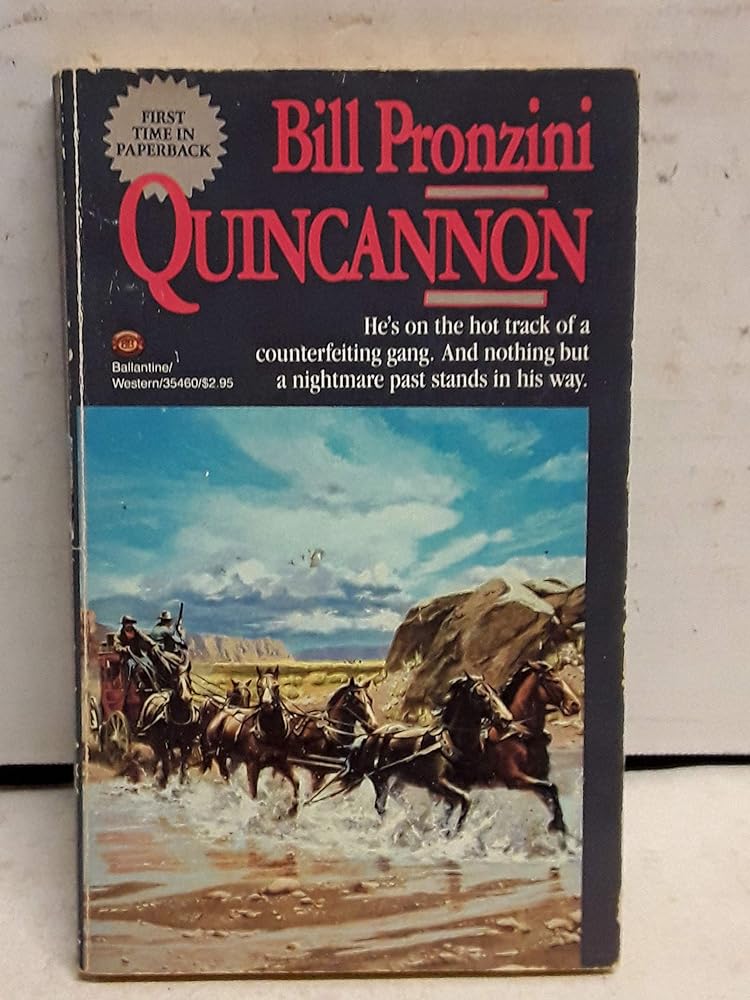 FIRST
TIME IN
PAPERBACK
Bill Pronzini
QUINCANNON
He's on the hot track of a
counterfeiting gang. And nothing but
a nightmare past stands in his way.
Ballantine/
Western/35460/$2.95